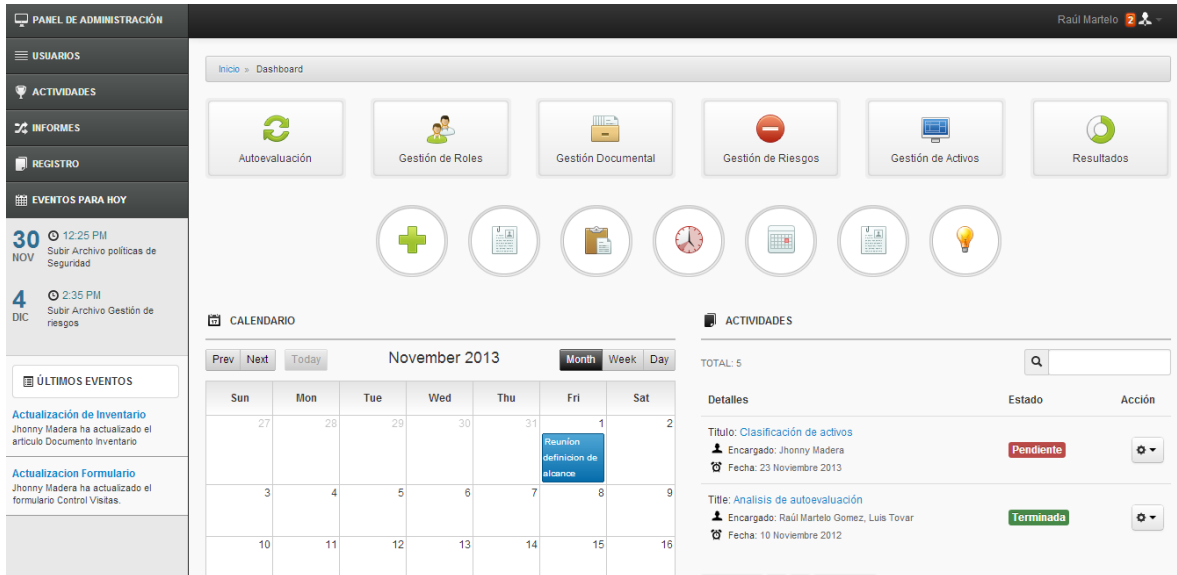 PANEL DE ADMINISTRACIÓN
USUARIOS
ACTIVIDADES
INFORMES
REGISTRO
EVENTOS PARA HOY
30
NOV
12:25 PM
Subir Archivo políticas de
Seguridad
4
DIC
2:35 PM
Subir Archivo Gestión de
riesgos
ÚLTIMOS EVENTOS
Actualización de Inventario
Jhonny Madera ha actualizado el
articulo Documento Inventario
Actualizacion Formulario
Jhonny Madera ha actualizado el
formulario Control Visitas.
Raúl Martelo 2
Inicio » Dashboard
Autoevaluación
Gestión de Roles
Gestión Documental
Gestión de Riesgos
Gestión de Activos
Resultados
CALENDARIO
Prev Next Today November 2013 Month Week Day
Sun Mon Tue Wed Thu Fri Sat
27 28 29 30 31 1 2
Reunion
definicion de
alcance
3 4 5 6 7 8 9
10 11 12 13 14 15 16
ACTIVIDADES
TOTAL: 5
Detalles Estado Acción
Titulo: Clasificación de activos
Encargado: Jhonny Madera
Fecha: 23 Noviembre 2013
Pendiente
Title: Analisis de autoevaluación
Encargado: Raúl Martelo Gomez, Luis Tovar
Fecha: 10 Noviembre 2012
Terminada